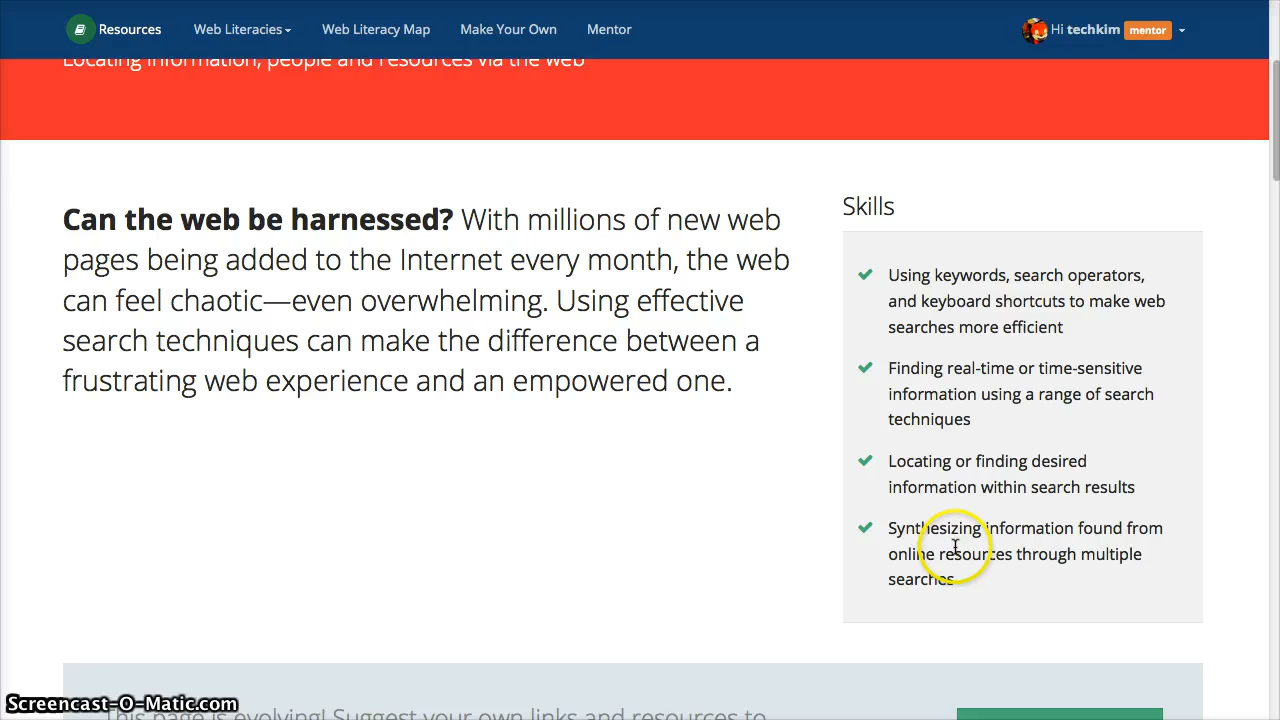 Resources Web Literacies Web Literacy Map Make Your Own Mentor Hi techkim mentor
Locating information, people and resources via the web
Can the web be harnessed? With millions of new web
pages being added to the Internet every month, the web
can feel chaotic—even overwhelming. Using effective
search techniques can make the difference between a
frustrating web experience and an empowered one.
Skills
Using keywords, search operators,
and keyboard shortcuts to make web
searches more efficient
Finding real-time or time-sensitive
information using a range of search
techniques
Locating or finding desired
information within search results
Synthesizing information found from
online resources through multiple
searches
This page is evolving! Suggest your own links and resources to
Screencast-O-Matic.com